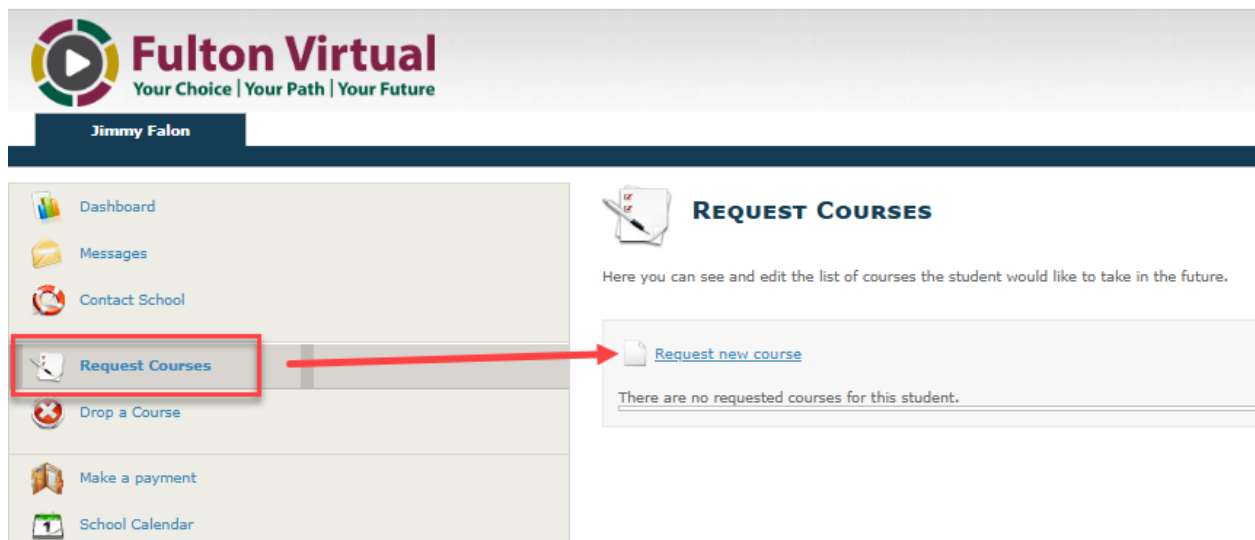 Fulton Virtual
Your Choice | Your Path | Your Future
Jimmy Falon
Dashboard
Messages
Contact School
Request Courses
Drop a Course
Make a payment
1
School Calendar
REQUEST COURSES
Here you can see and edit the list of courses the student would like to take in the future.
Request new course
There are no requested courses for this student.